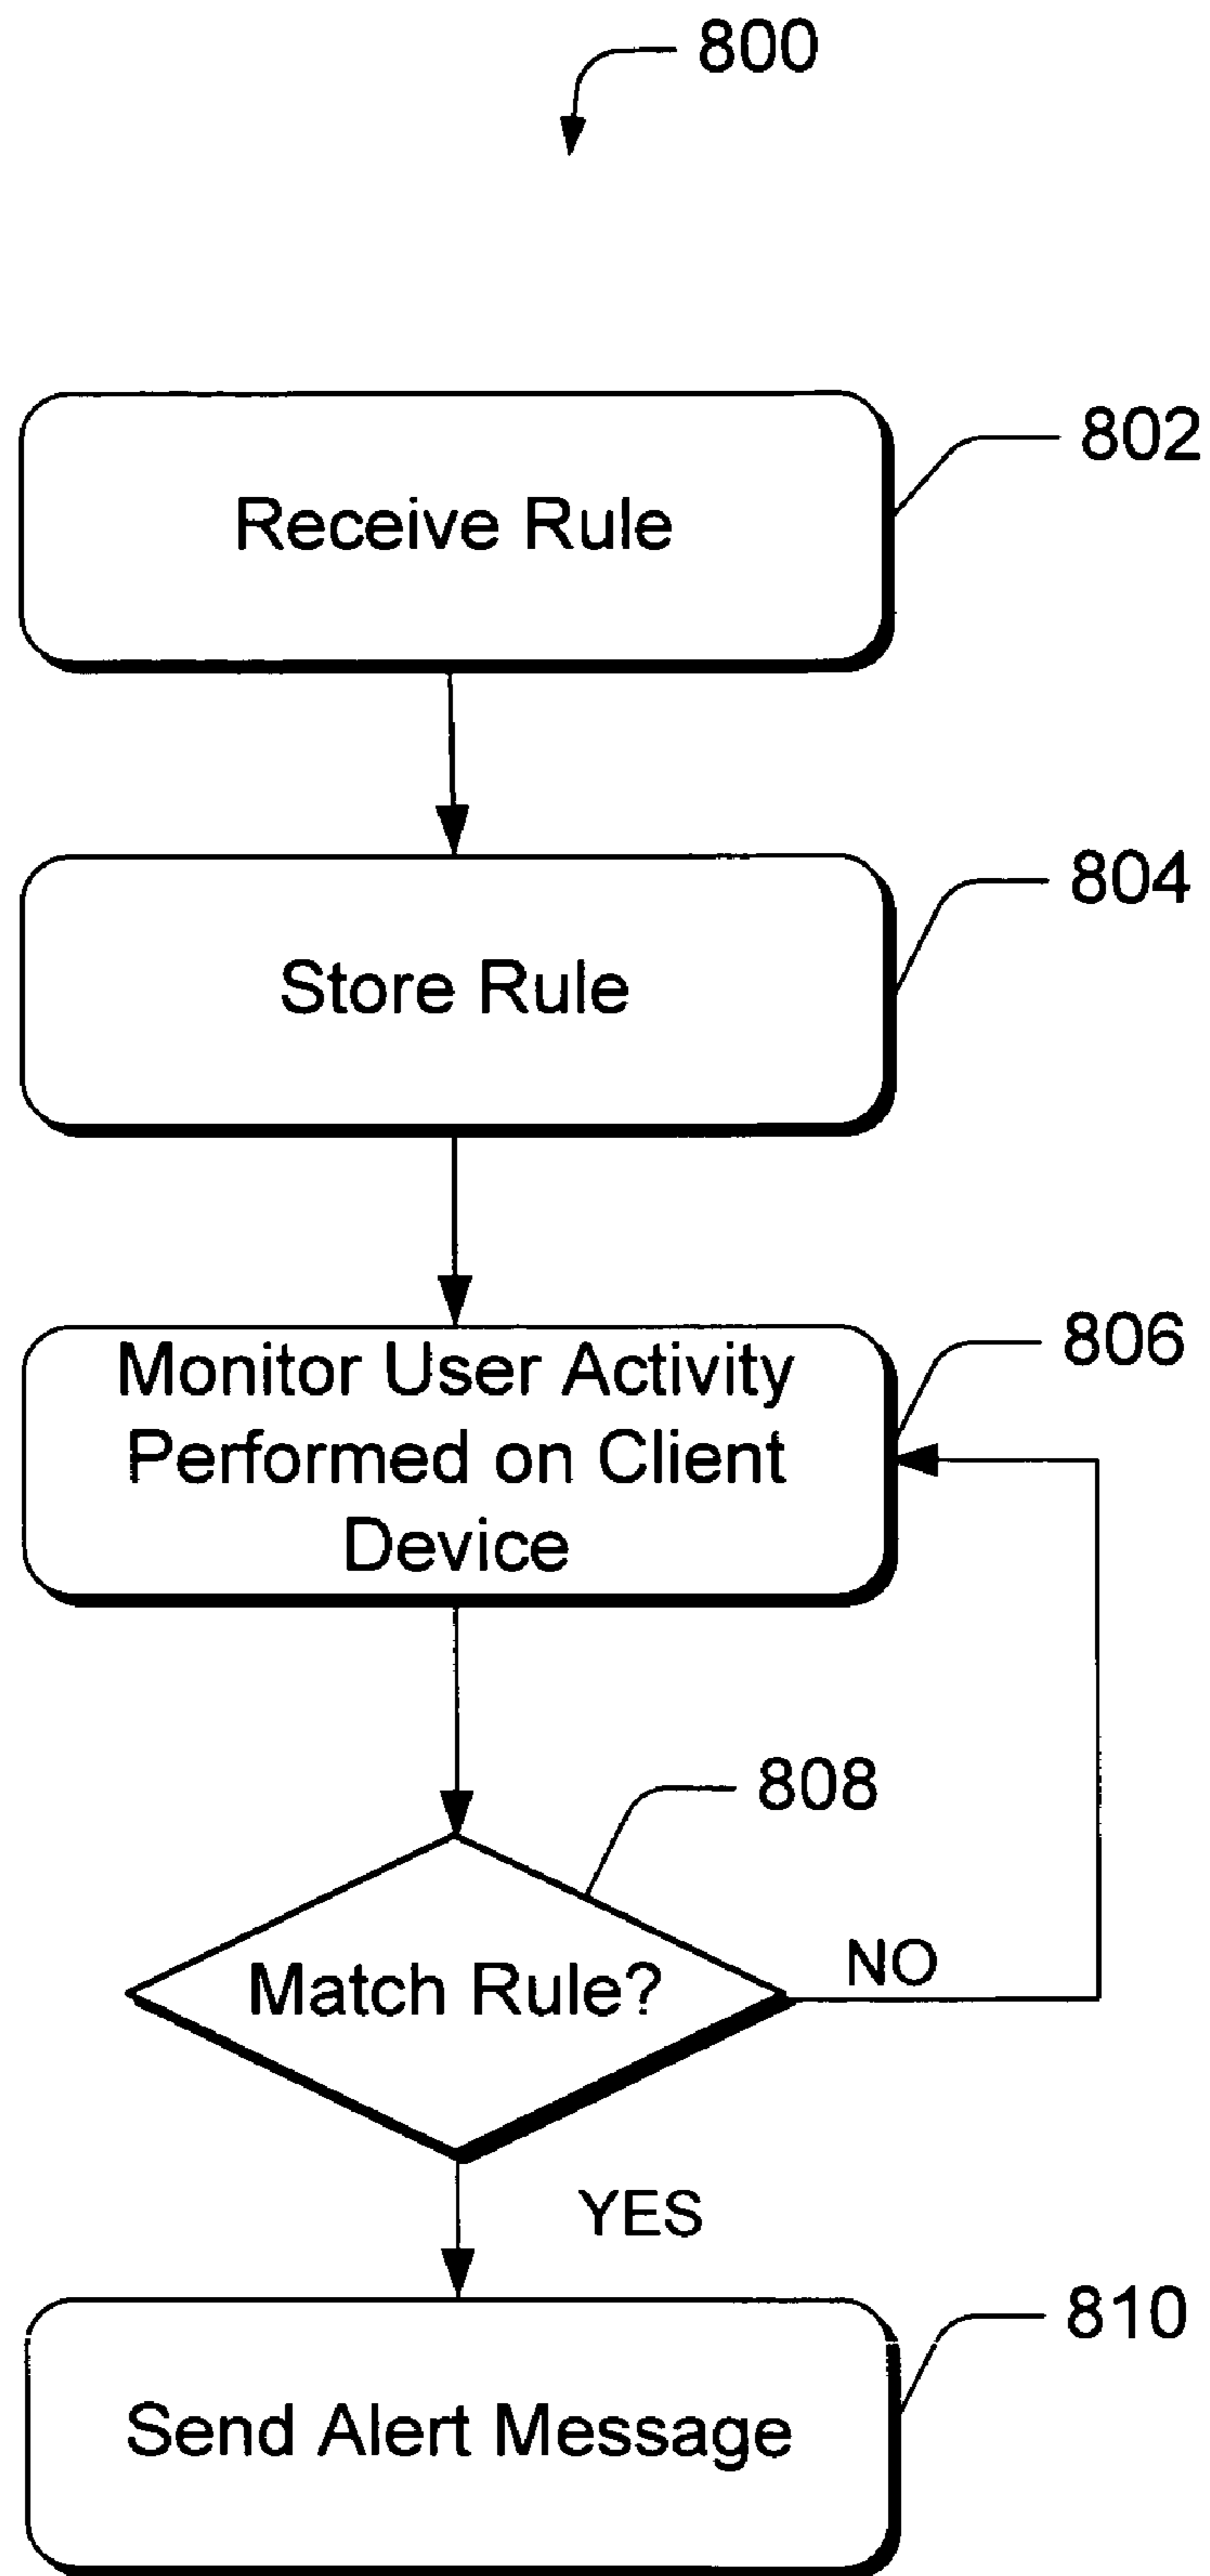 800
Receive Rule
802
Store Rule
804
Monitor User Activity
Performed on Client
Device
806
808
Match Rule?
NO
YES
Send Alert Message
810